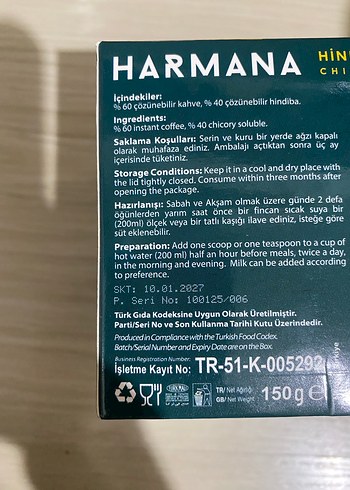 HARMANA
HİN
CHI
İçindekiler:
% 60 çözünebilir kahve, % 40 çözünebilir hindiba.
Ingredients:
% 60 instant coffee, % 40 chicory soluble.
Saklama Koşulları: Serin ve kuru bir yerde ağzı kapalı
olarak muhafaza ediniz. Ambalajı açtıktan sonra üç ay
içerisinde tüketiniz.
Storage Conditions: Keep it in a cool and dry place with
the lid tightly closed. Consume within three months after
opening the package.
Hazırlanışı: Sabah ve Akşam olmak üzere günde 2 defa
öğünlerden yarım saat önce bir fincan sıcak suya bir
(200ml) ölçek veya bir tatlı kaşığı ilave ediniz, isteğe göre
süt eklenebilir.
Preparation: Add one scoop or one teaspoon to a cup of
hot water (200 ml) half an hour before meals, twice a day,
in the morning and evening. Milk can be added according
to preference.
SKT: 10.01.2027
P. Seri No: 100125/006
Türk Gıda Kodeksine Uygun Olarak Üretilmiştir.
Parti/Seri No ve Son Kullanma Tarihi Kutu Üzerindedir.
Produced in Compliance with the Turkish Food Codex.
Batch/Serial Number and Expiry Date are on the Box.
Business Registration Number:
İşletme Kayıt No: TR-51-K-005292
TR/ Net Ağırlığı
GB/ Net Weight
150 g e